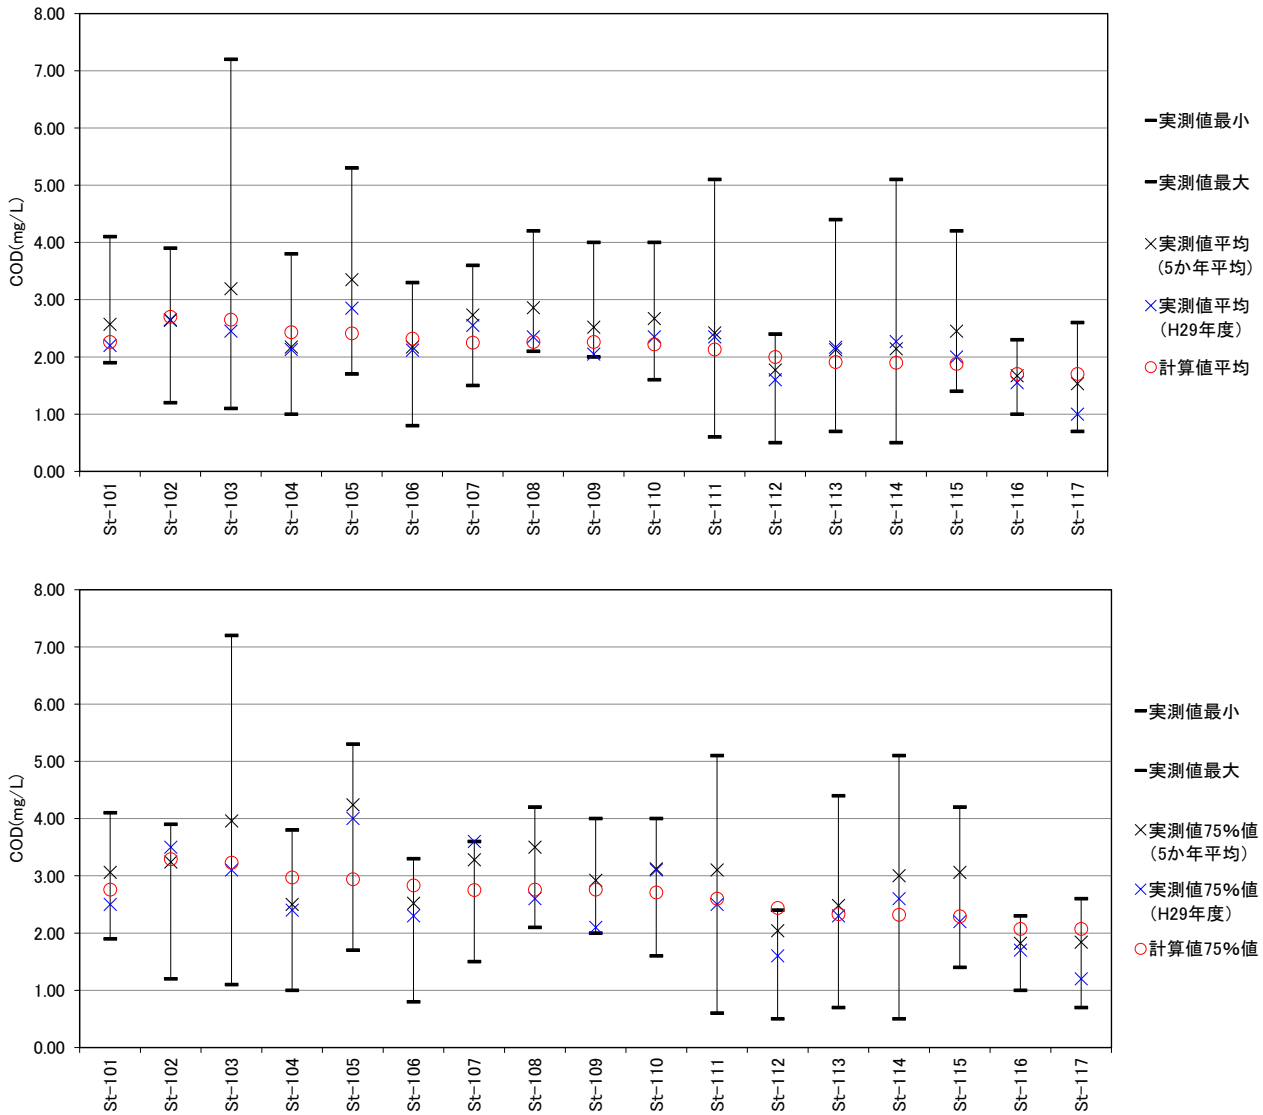 8.00
7.00
6.00
5.00
4.00
3.00
2.00
1.00
0.00
COD(mg/L)
St-101
St-102
St-103
St-104
St-105
St-106
St-107
St-108
St-109
St-110
St-111
St-112
St-113
St-114
St-115
St-116
St-117
実測値最小
実測値最大
実測値平均
(5か年平均)
実測値平均
(H29年度)
計算値平均
8.00
7.00
6.00
5.00
4.00
3.00
2.00
1.00
0.00
COD(mg/L)
St-101
St-102
St-103
St-104
St-105
St-106
St-107
St-108
St-109
St-110
St-111
St-112
St-113
St-114
St-115
St-116
St-117
実測値最小
実測値最大
実測値75%値
(5か年平均)
実測値75%値
(H29年度)
計算値75%値